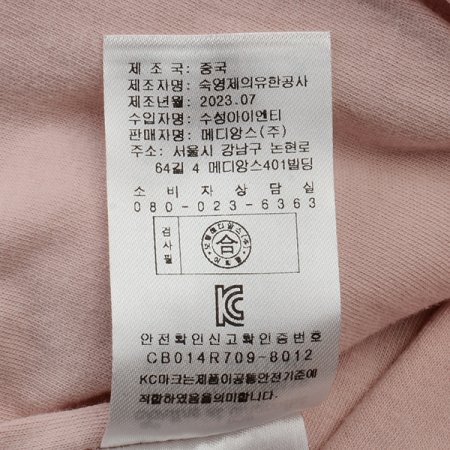 제 조 국: 중국
제조자명: 숙영제의유한공사
제조년월: 2023.07
수입자명: 수성아이엔티
판매자명: 메디앙스(주)
주소: 서울시 강남구 논현로
64길 4 메디앙스401빌딩
소 비 자 상 담 실
080-023-6363
검사필
合
KC
안전확인신고확인증번호
CB014R709-8012
KC마크는제품이공통안전기준에
적합하였음을의미합니다